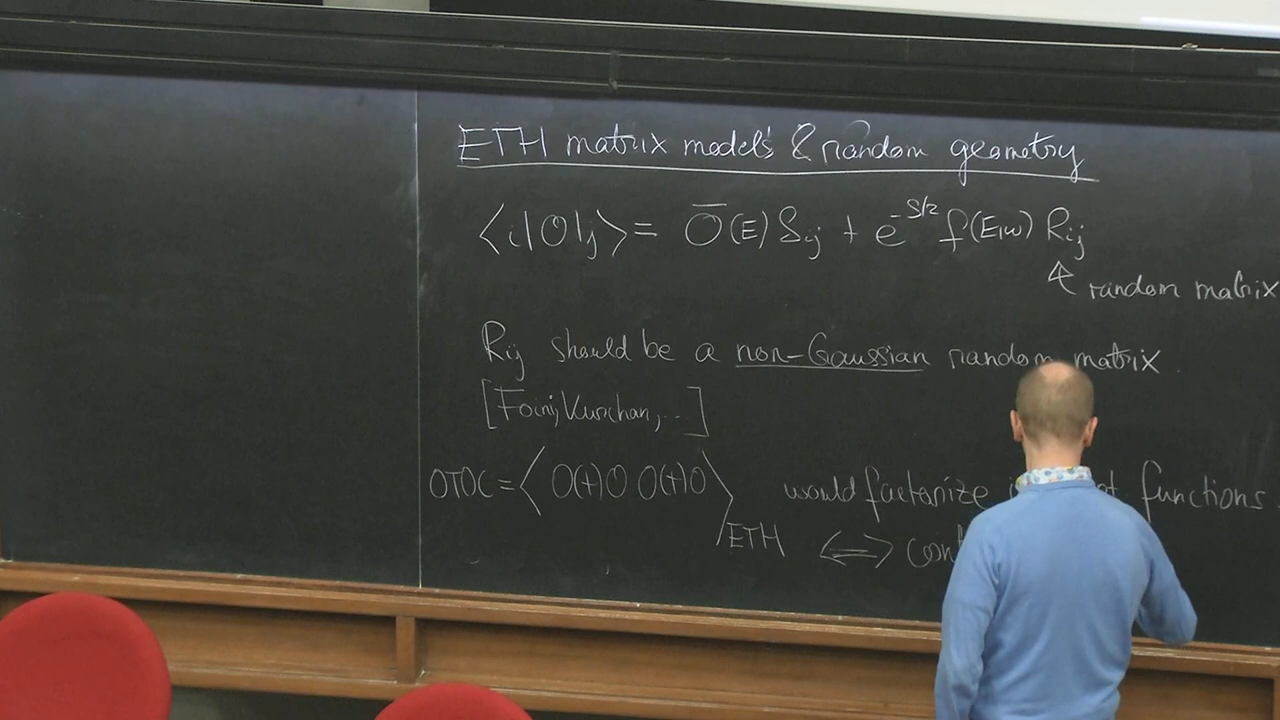 ETH matrix models & random geometry
⟨i|O|j⟩ = Ō(E) δij + e^{-S/2} f(E,ω) Rij
↖ random matrix
Rij should be a non-Gaussian random matrix.
[Foini, Kurchan, ...]
OTOC = ⟨ O(t) O O(t) O ⟩_ETH would factorize functions.
⟺